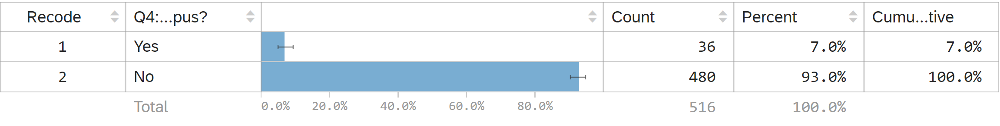 Recode Q4:...pus? Count Percent Cumu...tive
1 Yes 36 7.0% 7.0%
2 No 480 93.0% 100.0%
0.0% 20.0% 40.0% 60.0% 80.0%
Total 516 100.0%